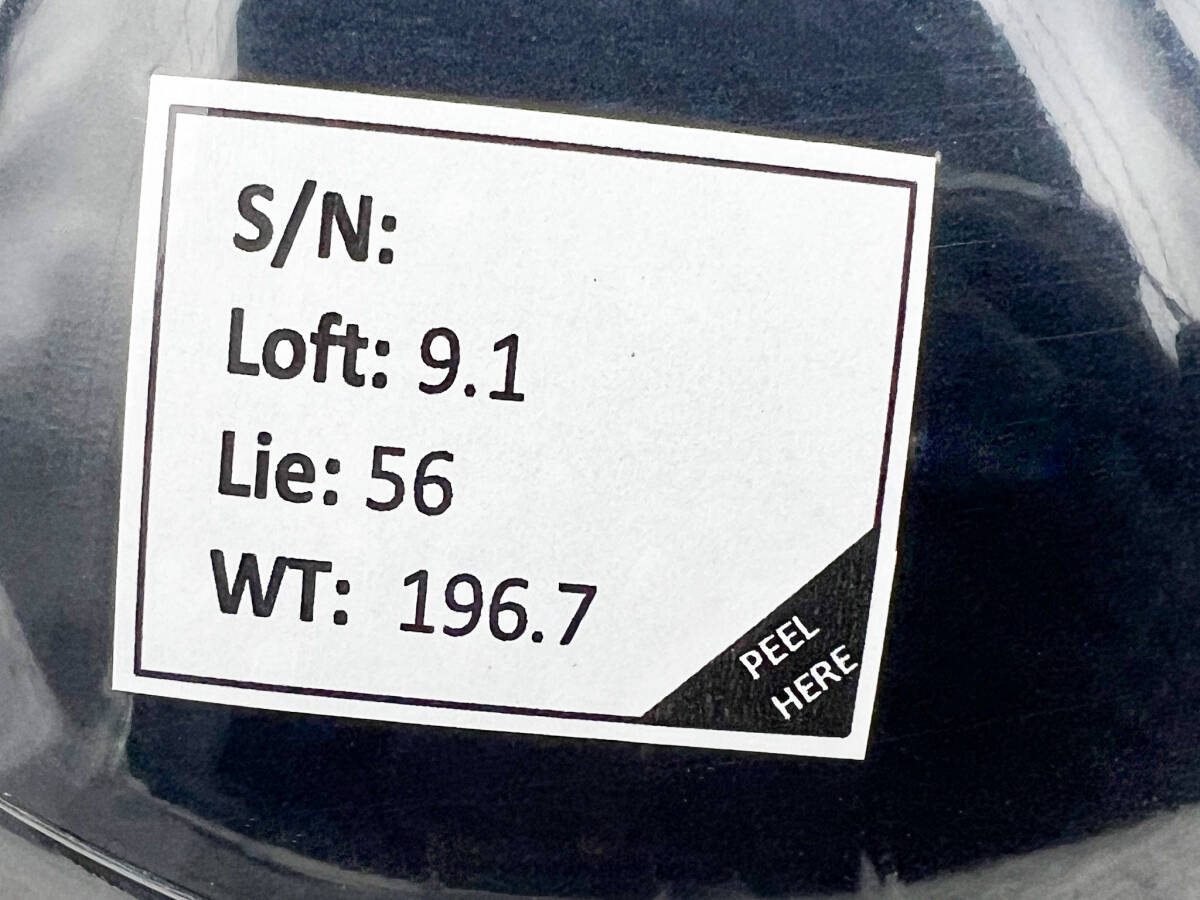 S/N:
Loft: 9.1
Lie: 56
WT: 196.7
PEEL
HERE